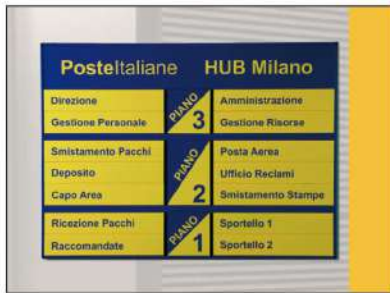 PosteItaliane HUB Milano
Direzione PIANO 3 Amministrazione
Gestione Personale Gestione Risorse
Smistamento Pacchi PIANO 2 Posta Aerea
Deposito Ufficio Reclami
Capo Area Smistamento Stampe
Ricezione Pacchi PIANO 1 Sportello 1
Raccomandate Sportello 2